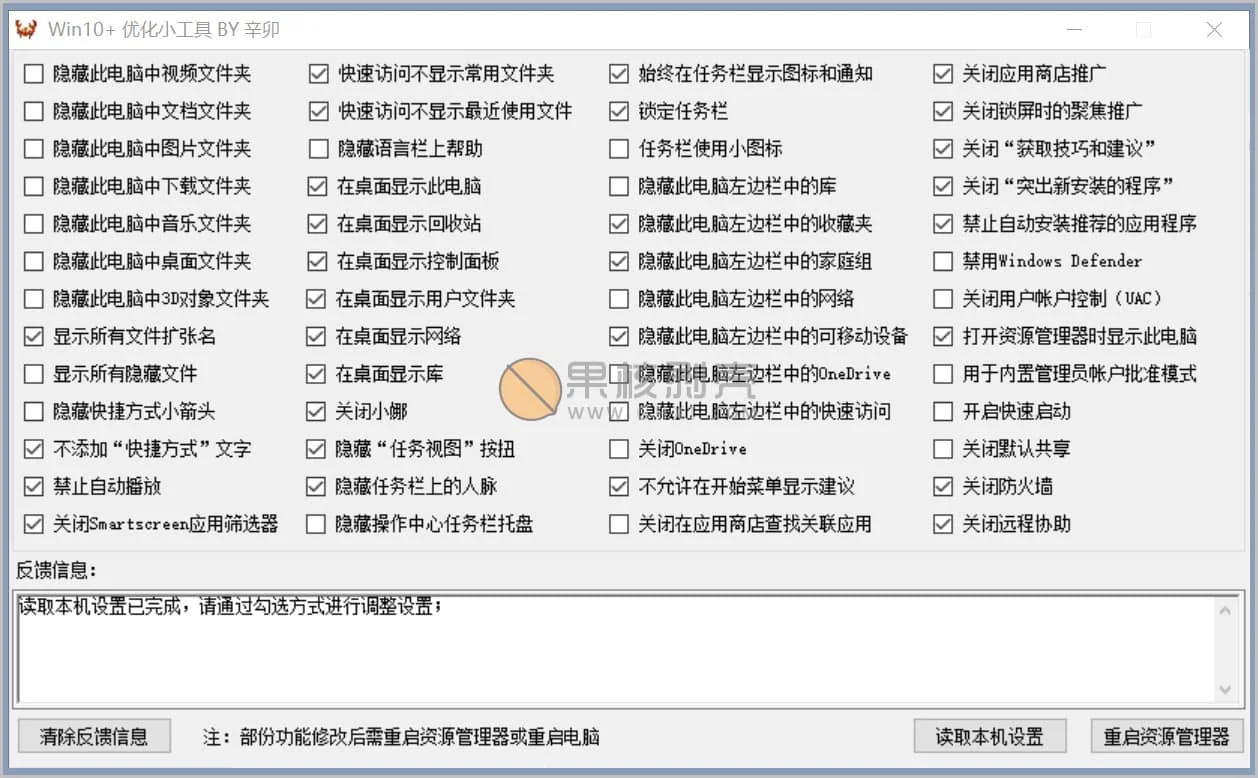 Win10+ 优化小工具 BY 辛卯
隐藏此电脑中视频文件夹
隐藏此电脑中文档文件夹
隐藏此电脑中图片文件夹
隐藏此电脑中下载文件夹
隐藏此电脑中音乐文件夹
隐藏此电脑中桌面文件夹
隐藏此电脑中3D对象文件夹
显示所有文件扩张名
显示所有隐藏文件
隐藏快捷方式小箭头
不添加“快捷方式”文字
禁止自动播放
关闭Smartscreen应用筛选器
快速访问不显示常用文件夹
快速访问不显示最近使用文件
隐藏语言栏上帮助
在桌面显示此电脑
在桌面显示回收站
在桌面显示控制面板
在桌面显示用户文件夹
在桌面显示网络
在桌面显示库
关闭小娜
隐藏“任务视图”按扭
隐藏任务栏上的人脉
隐藏操作中心任务栏托盘
始终在任务栏显示图标和通知
锁定任务栏
任务栏使用小图标
隐藏此电脑左边栏中的库
隐藏此电脑左边栏中的收藏夹
隐藏此电脑左边栏中的家庭组
隐藏此电脑左边栏中的网络
隐藏此电脑左边栏中的可移动设备
隐藏此电脑左边栏中的OneDrive
隐藏此电脑左边栏中的快速访问
关闭OneDrive
不允许在开始菜单显示建议
关闭在应用商店查找关联应用
关闭应用商店推广
关闭锁屏时的聚焦推广
关闭“获取技巧和建议”
关闭“突出新安装的程序”
禁止自动安装推荐的应用程序
禁用Windows Defender
关闭用户帐户控制（UAC）
打开资源管理器时显示此电脑
用于内置管理员帐户批准模式
开启快速启动
关闭默认共享
关闭防火墙
关闭远程协助
果核剥壳
反馈信息：
读取本机设置已完成，请通过勾选方式进行调整设置；
清除反馈信息
注：部份功能修改后需重启资源管理器或重启电脑
读取本机设置
重启资源管理器